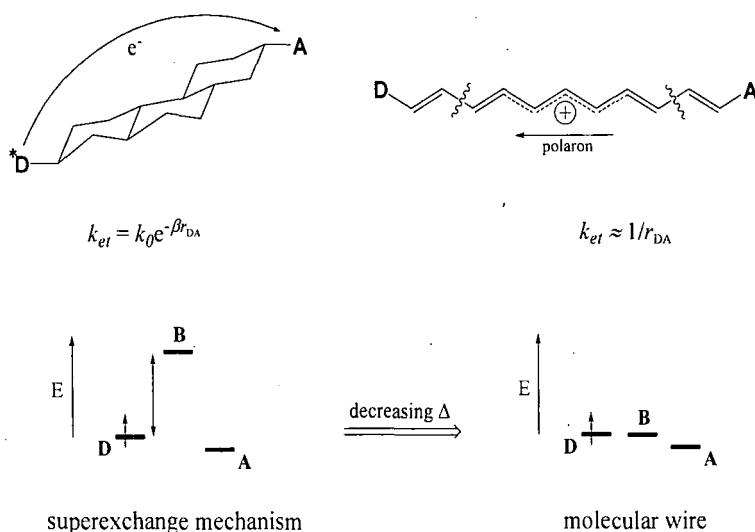 e⁻
A
*D
k_et = k_0e^-βr_DA
D
A
+
polaron
k_et ≈ 1/r_DA
E
B
D
A
superexchange mechanism
decreasing Δ
E
B
D
A
molecular wire